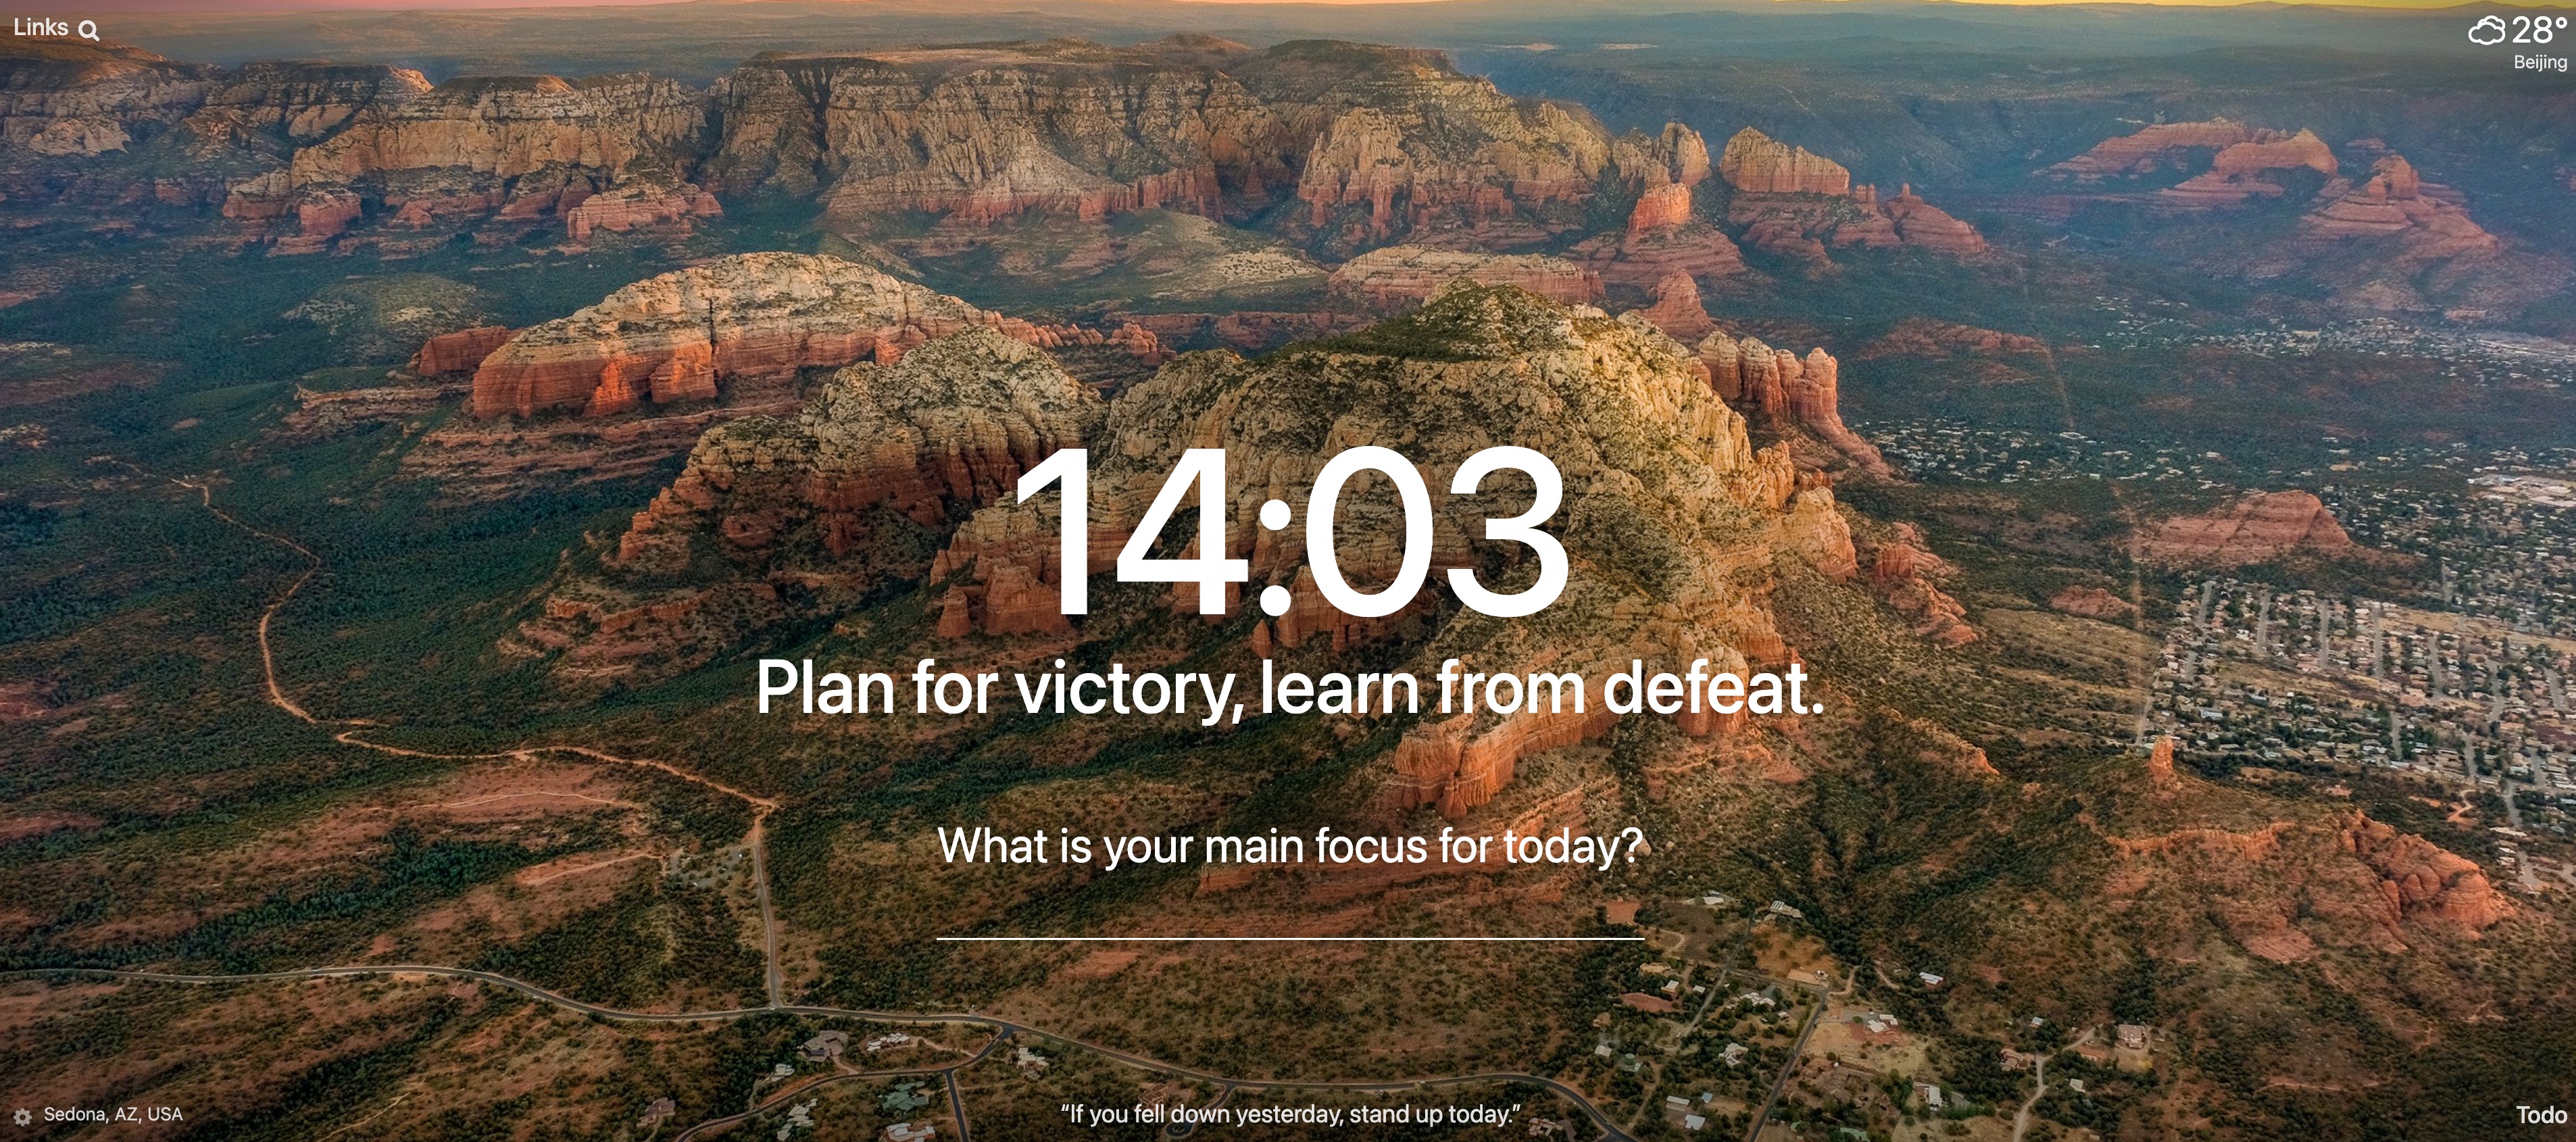 Links
28°
Beijing
14:03
Plan for victory, learn from defeat.
What is your main focus for today?
Sedona, AZ, USA
“If you fell down yesterday, stand up today.”
Todo